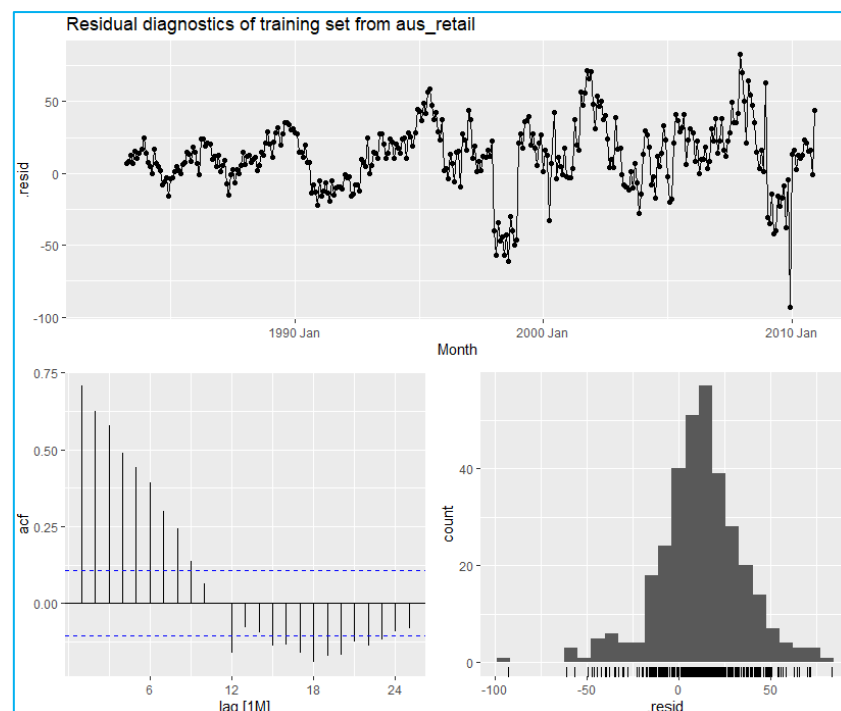 Residual diagnostics of training set from aus_retail
50
0
-50
-100
.resid
1990 Jan
2000 Jan
2010 Jan
Month
0.75
0.50
0.25
0.00
acf
6
12
18
24
lag [1M]
40
20
0
count
-100
-50
0
50
.resid